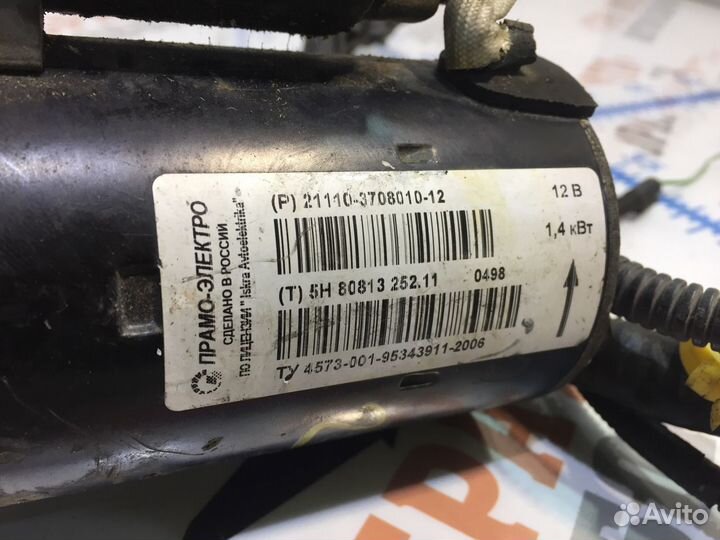 ПРАМО-ЭЛЕКТРО
СДЕЛАНО В РОССИИ
ПО ЛИЦЕНЗИИ " Iskra Avtoelektrika"
(P) 21110-3708010-12
12 В
1,4 кВт
(T) 5H 80813 252.11 0498
ТУ 4573-001-95343911-2006
Avito